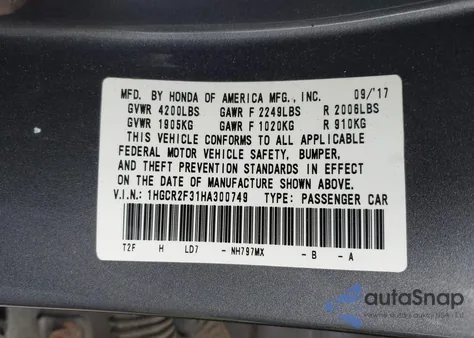 MFD. BY HONDA OF AMERICA MFG., INC. 09/'17
GVWR 4200LBS GAWR F 2249LBS R 2006LBS
GVWR 1905KG GAWR F 1020KG R 910KG
THIS VEHICLE CONFORMS TO ALL APPLICABLE
FEDERAL MOTOR VEHICLE SAFETY, BUMPER,
AND THEFT PREVENTION STANDARDS IN EFFECT
ON THE DATE OF MANUFACTURE SHOWN ABOVE.
V.I.N.: 1HGCR2F31HA300749 TYPE: PASSENGER CAR
T2F H LD7 -NH797MX -B -A
autoSnap